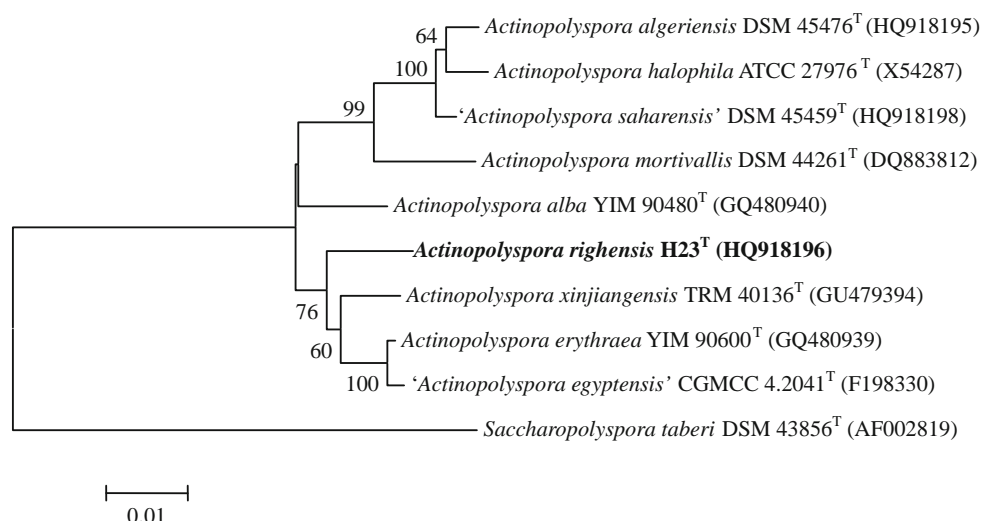 64
Actinopolyspora algeriensis DSM 45476T (HQ918195)
100
Actinopolyspora halophila ATCC 27976T (X54287)
99
‘Actinopolyspora saharensis’ DSM 45459T (HQ918198)
Actinopolyspora mortivallis DSM 44261T (DQ883812)
Actinopolyspora alba YIM 90480T (GQ480940)
Actinopolyspora righensis H23T (HQ918196)
Actinopolyspora xinjiangensis TRM 40136T (GU479394)
76
Actinopolyspora erythraea YIM 90600T (GQ480939)
60
‘Actinopolyspora egyptensis’ CGMCC 4.2041T (F198330)
100
Saccharopolyspora taberi DSM 43856T (AF002819)
0.01